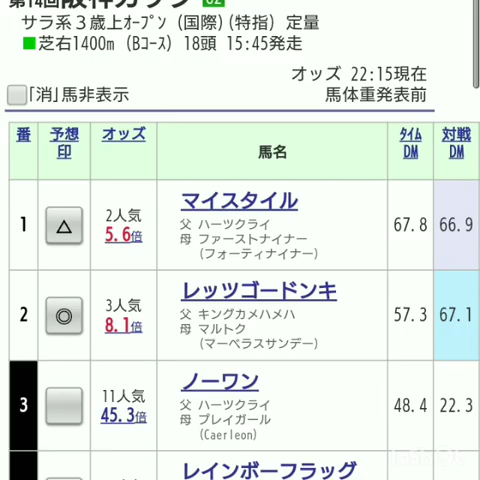 第14回阪神カップ G2
サラ系3歳上ｵｰﾌﾟﾝ (国際)(特指) 定量
■芝右1400m (Bコース) 18頭 15:45発走
オッズ 22:15現在
「消」馬非表示 馬体重発表前
番 予想印 オッズ 馬名 ﾀｲﾑDM 対戦DM
1 △ 2人気 5.6倍 マイスタイル 67.8 66.9
父 ハーツクライ
母 ファーストナイナー
(フォーティナイナー)
2 ◎ 3人気 8.1倍 レッツゴードンキ 57.3 67.1
父 キングカメハメハ
母 マルトク
(マーベラスサンデー)
3 11人気 45.3倍 ノーワン 48.4 22.3
父 ハーツクライ
母 プレイガール
(Caerleon)
レインボーフラッグ